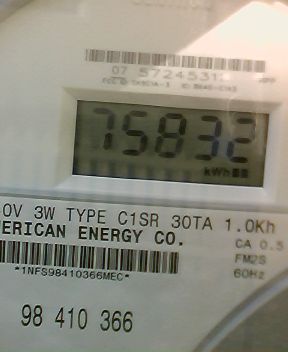 07 5724531
75832
kWh
0V 3W TYPE C1SR 30TA 1.0Kh
ERICAN ENERGY CO.
CA 0.5
FM2S
60Hz
*1NFS98410366MEC*
98 410 366